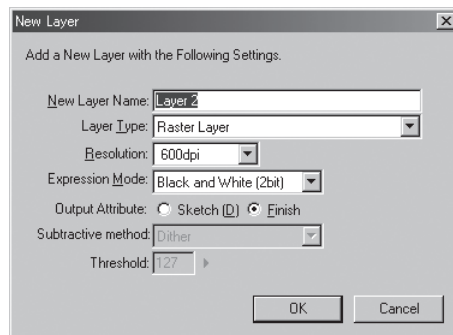 New Layer
Add a New Layer with the Following Settings.
New Layer Name: Layer 2
Layer Type: Raster Layer
Resolution: 600dpi
Expression Mode: Black and White (2bit)
Output Attribute: Sketch (D) Finish
Subtractive method: Dither
Threshold: 127
OK Cancel